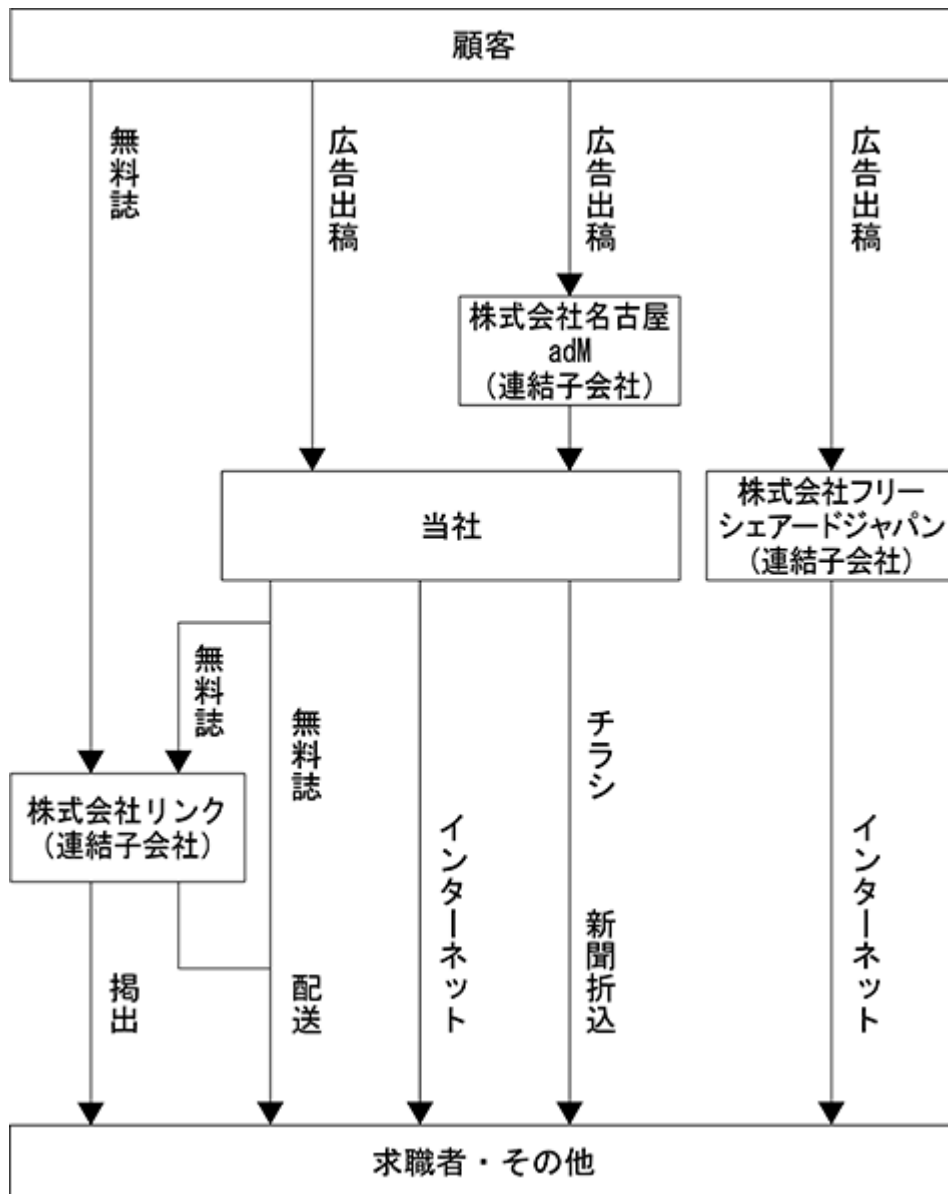 顧客
無料誌
広告出稿
広告出稿
広告出稿
株式会社名古屋
adM
（連結子会社）
当社
株式会社フリー
シェアードジャパン
（連結子会社）
無料誌
無料誌
チラシ
株式会社リンク
（連結子会社）
インターネット
インターネット
新聞折込
掲出
配送
求職者・その他